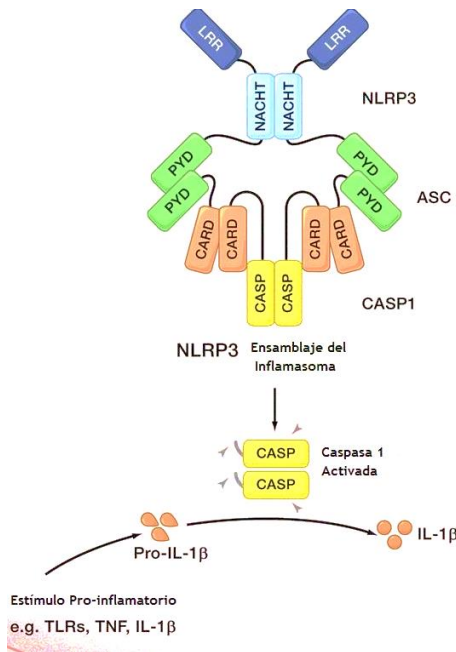 LRR
LRR
NACHT
NACHT
NLRP3
PYD
PYD
PYD
PYD
ASC
CARD
CARD
CARD
CARD
CASP
CASP
CASP1
NLRP3 Ensamblaje del
Inflamasoma
CASP
CASP
Caspasa 1
Activada
Pro-IL-1β
IL-1β
Estímulo Pro-inflamatorio
e.g. TLRs, TNF, IL-1β